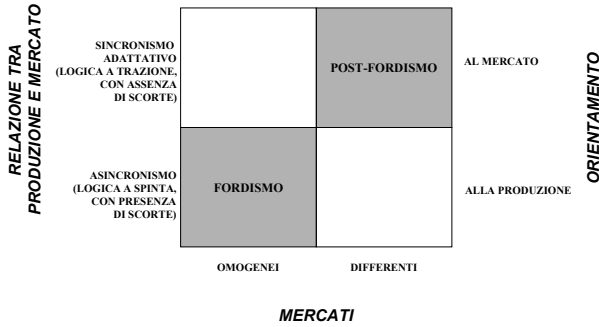 RELAZIONE TRA
PRODUZIONE E MERCATO
SINCRONISMO
ADATTATIVO
(LOGICA A TRAZIONE,
CON ASSENZA
DI SCORTE)
POST-FORDISMO
AL MERCATO
ORIENTAMENTO
ASINCRONISMO
(LOGICA A SPINTA,
CON PRESENZA
DI SCORTE)
FORDISMO
ALLA PRODUZIONE
OMOGENEI
DIFFERENTI
MERCATI